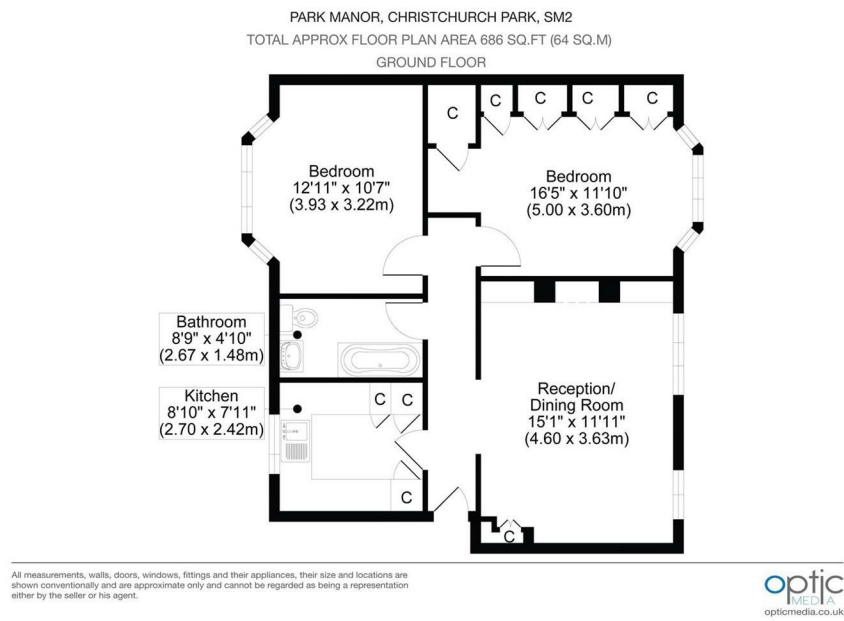 PARK MANOR, CHRISTCHURCH PARK, SM2
TOTAL APPROX FLOOR PLAN AREA 686 SQ.FT (64 SQ.M)
GROUND FLOOR
C
C
C
C
C
Bedroom
12'11" x 10'7"
(3.93 x 3.22m)
Bedroom
16'5" x 11'10"
(5.00 x 3.60m)
Bathroom
8'9" x 4'10"
(2.67 x 1.48m)
Kitchen
8'10" x 7'11"
(2.70 x 2.42m)
C
C
C
Reception/
Dining Room
15'1" x 11'11"
(4.60 x 3.63m)
C
All measurements, walls, doors, windows, fittings and their appliances, their size and locations are
shown conventionally and are approximate only and cannot be regarded as being a representation
either by the seller or his agent.
optic
MEDIA
opticmedia.co.uk